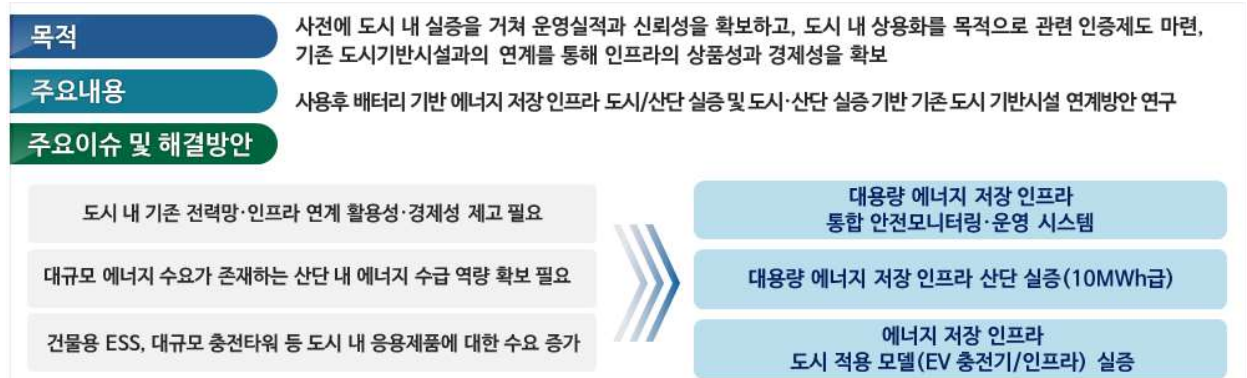 목적
사전에 도시 내 실증을 거쳐 운영실적과 신뢰성을 확보하고, 도시 내 상용화를 목적으로 관련 인증제도 마련,
기존 도시기반시설과의 연계를 통해 인프라의 상품성과 경제성을 확보
주요내용
사용후 배터리 기반 에너지 저장 인프라 도시/산단 실증 및 도시·산단 실증 기반 기존 도시 기반시설 연계방안 연구
주요이슈 및 해결방안
도시 내 기존 전력망·인프라 연계 활용성·경제성 제고 필요
대용량 에너지 저장 인프라
통합 안전모니터링·운영 시스템
대규모 에너지 수요가 존재하는 산단 내 에너지 수급 역량 확보 필요
대용량 에너지 저장 인프라 산단 실증(10MWh급)
건물용 ESS, 대규모 충전타워 등 도시 내 응용제품에 대한 수요 증가
에너지 저장 인프라
도시 적용 모델(EV 충전기/인프라) 실증